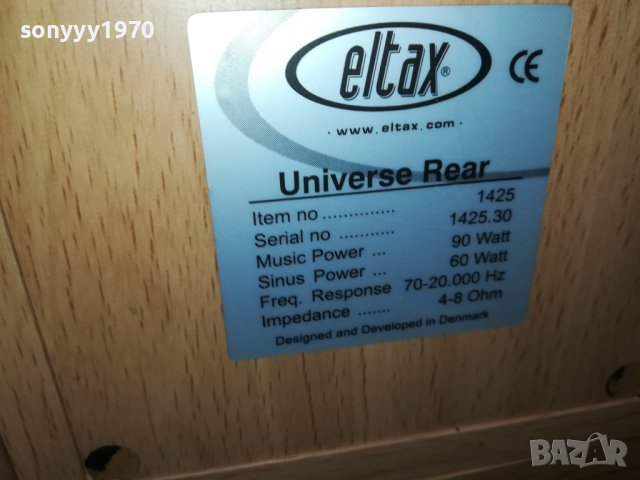 sonyyy1970
eltax®
CE
· www.eltax.com ·
Universe Rear
Item no .............. 1425
Serial no ........... 1425.30
Music Power ... 90 Watt
Sinus Power ... 60 Watt
Freq. Response 70-20.000 Hz
Impedance ....... 4-8 Ohm
Designed and Developed in Denmark
BAZAR